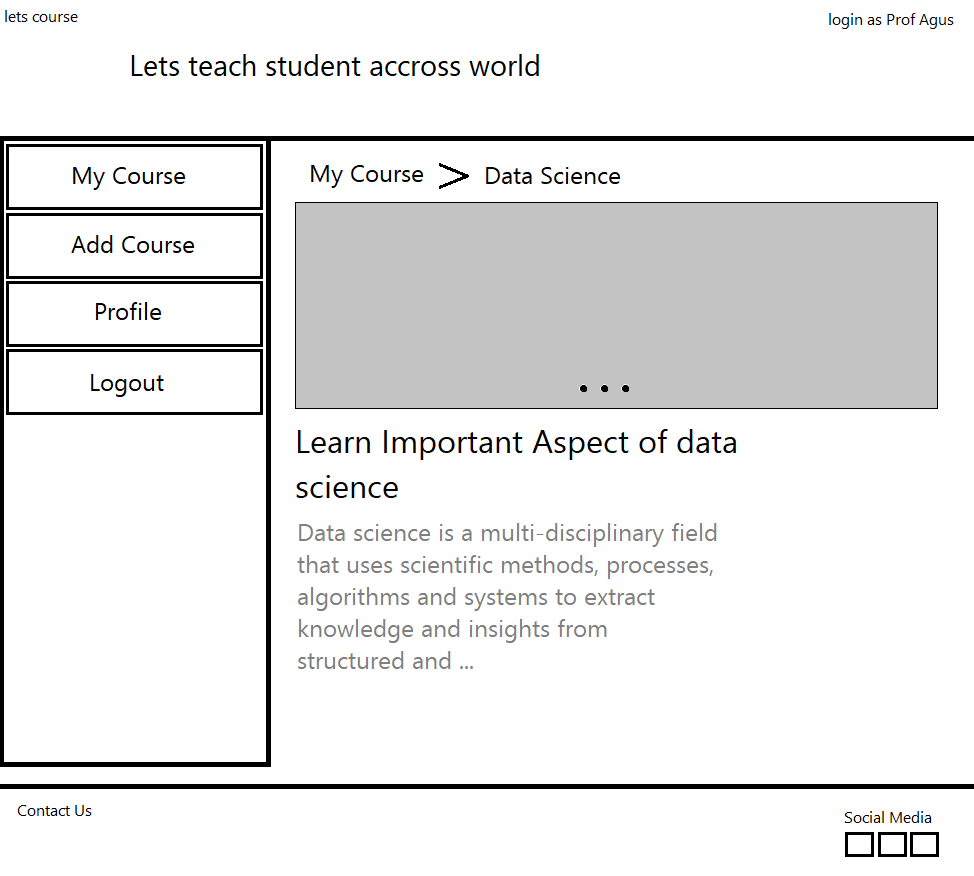 lets course
login as Prof Agus
Lets teach student accross world
My Course
Add Course
Profile
Logout
My Course > Data Science
Learn Important Aspect of data
science
Data science is a multi-disciplinary field
that uses scientific methods, processes,
algorithms and systems to extract
knowledge and insights from
structured and ...
Contact Us
Social Media